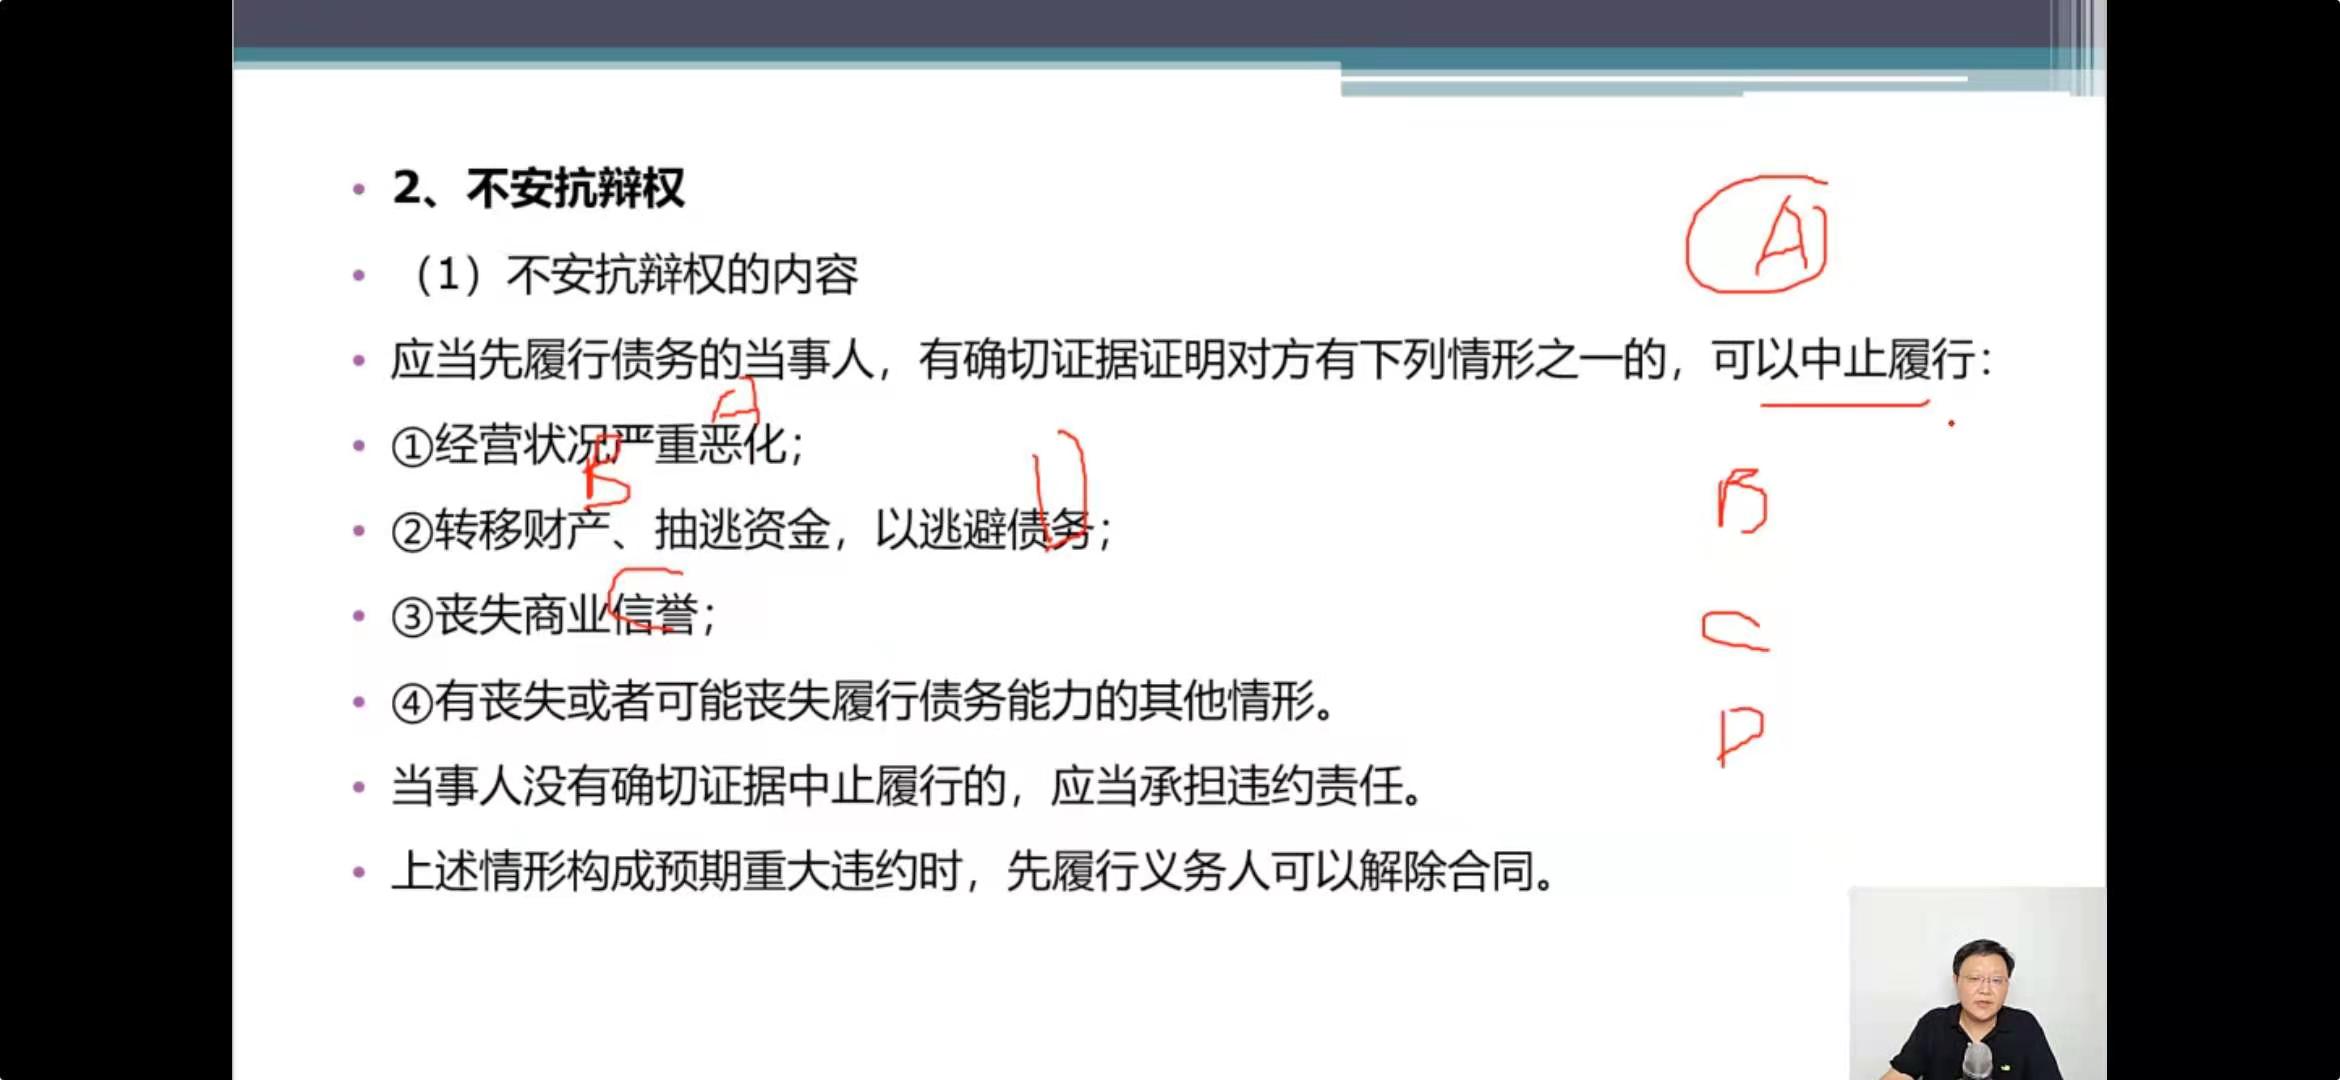 2、不安抗辩权
A
（1）不安抗辩权的内容
应当先履行债务的当事人，有确切证据证明对方有下列情形之一的，可以中止履行：
A
①经营状况严重恶化；
B
B
②转移财产、抽逃资金，以逃避债务；
D
③丧失商业信誉；
C
C
④有丧失或者可能丧失履行债务能力的其他情形。
D
当事人没有确切证据中止履行的，应当承担违约责任。
上述情形构成预期重大违约时，先履行义务人可以解除合同。